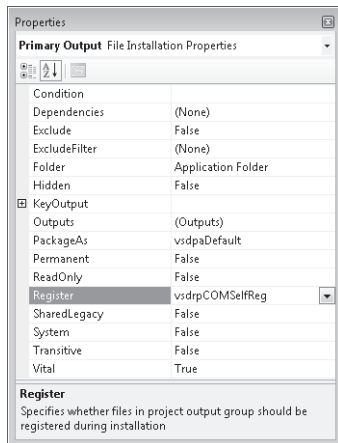 Properties
Primary Output File Installation Properties
Condition
Dependencies (None)
Exclude False
ExcludeFilter (None)
Folder Application Folder
Hidden False
KeyOutput
Outputs (Outputs)
PackageAs vsdpaDefault
Permanent False
ReadOnly False
Register vsdrpCOMSelfReg
SharedLegacy False
System False
Transitive False
Vital True
Register
Specifies whether files in project output group should be
registered during installation